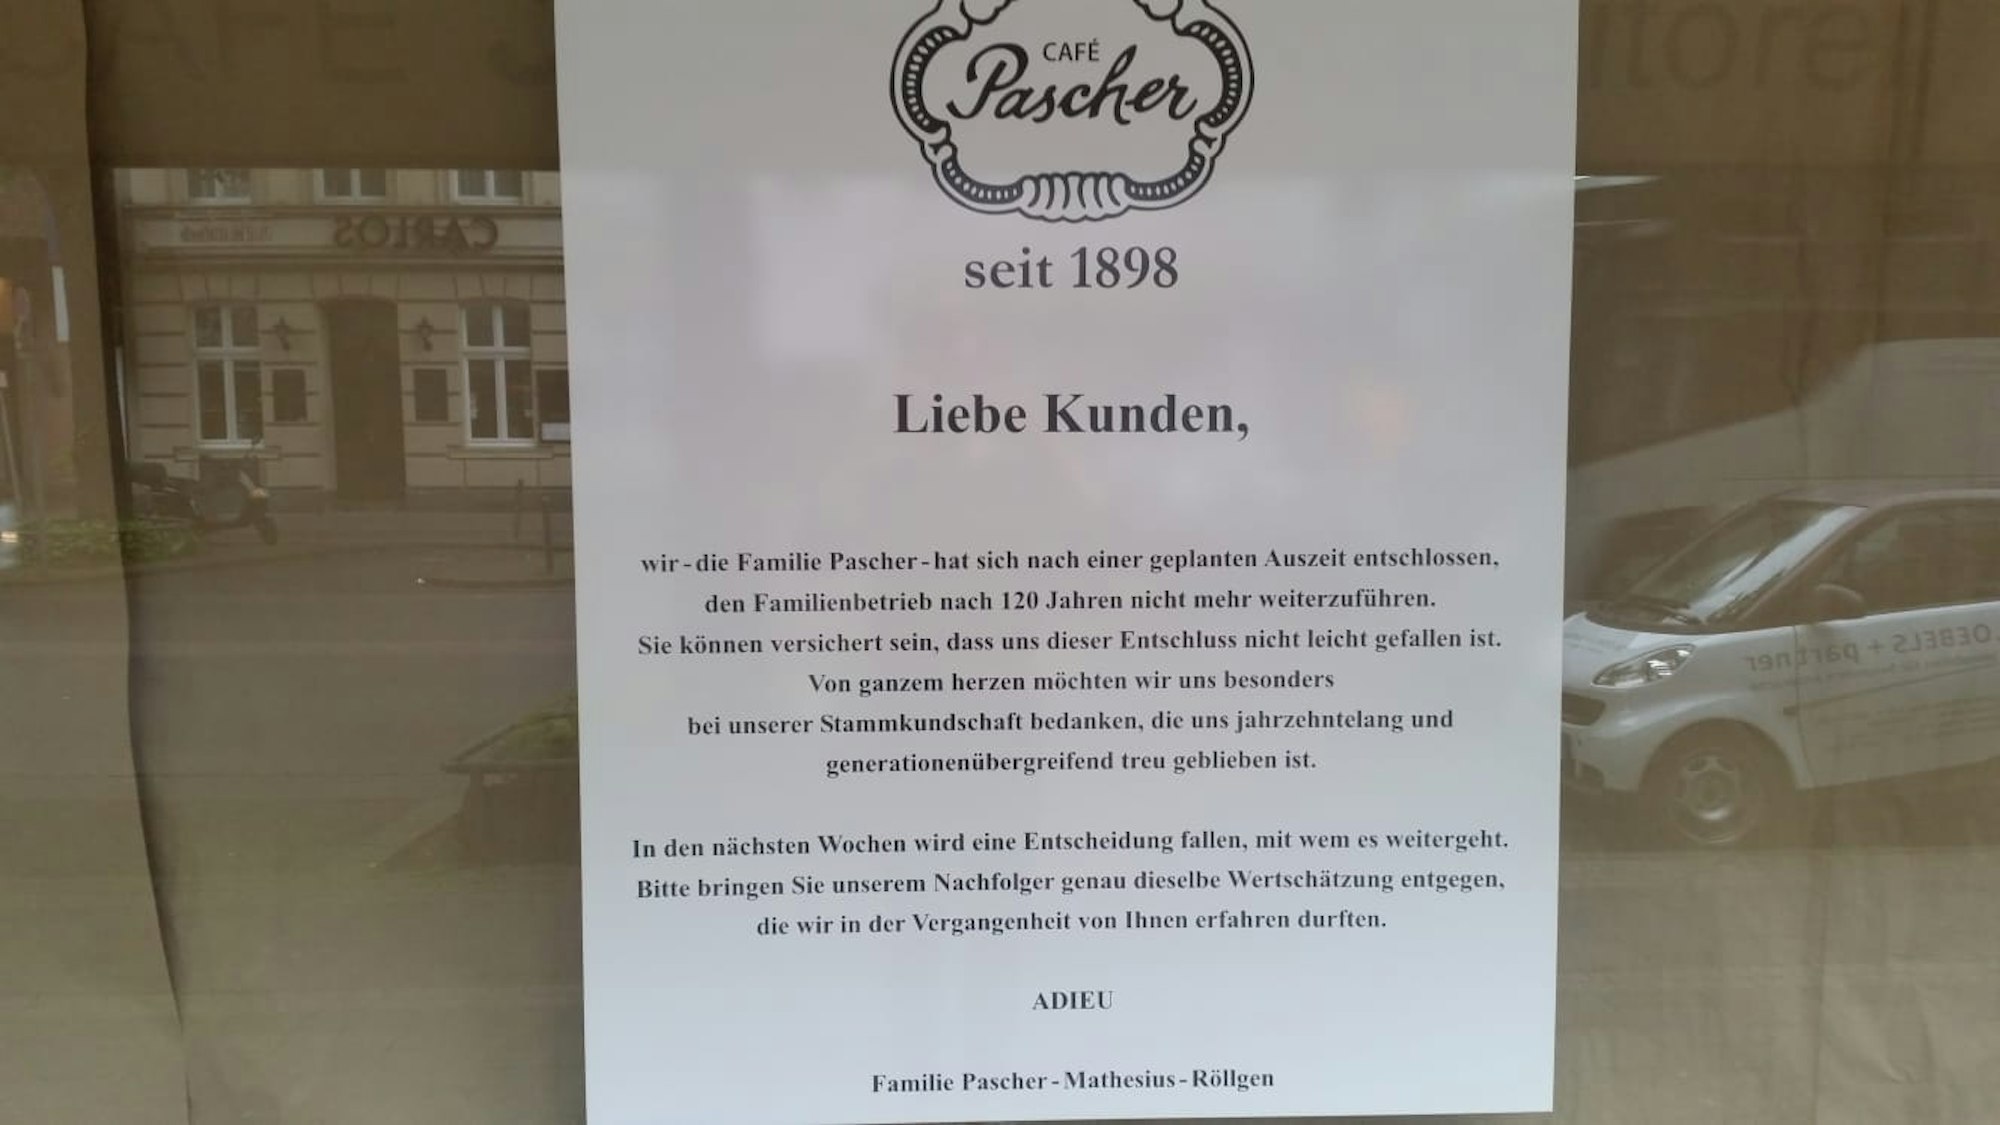 CAFÉ
Pascher
seit 1898
Liebe Kunden,
wir - die Familie Pascher - hat sich nach einer geplanten Auszeit entschlossen,
den Familienbetrieb nach 120 Jahren nicht mehr weiterzuführen.
Sie können versichert sein, dass uns dieser Entschluss nicht leicht gefallen ist.
Von ganzem herzen möchten wir uns besonders
bei unserer Stammkundschaft bedanken, die uns jahrzehntelang und
generationenübergreifend treu geblieben ist.
In den nächsten Wochen wird eine Entscheidung fallen, mit wem es weitergeht.
Bitte bringen Sie unserem Nachfolger genau dieselbe Wertschätzung entgegen,
die wir in der Vergangenheit von Ihnen erfahren durften.
ADIEU
Familie Pascher - Mathesius - Röllgen
CARLOS
LOEBELS + partner